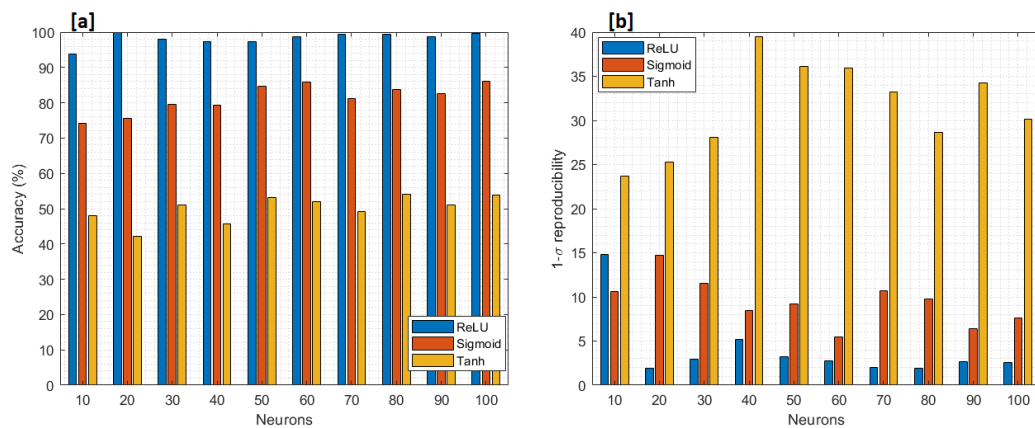 [a]
100
90
80
70
60
50
40
30
20
10
0
Accuracy (%)
10 20 30 40 50 60 70 80 90 100
Neurons
ReLU
Sigmoid
Tanh
[b]
40
35
30
25
20
15
10
5
0
1-σ reproducibility
10 20 30 40 50 60 70 80 90 100
Neurons
ReLU
Sigmoid
Tanh